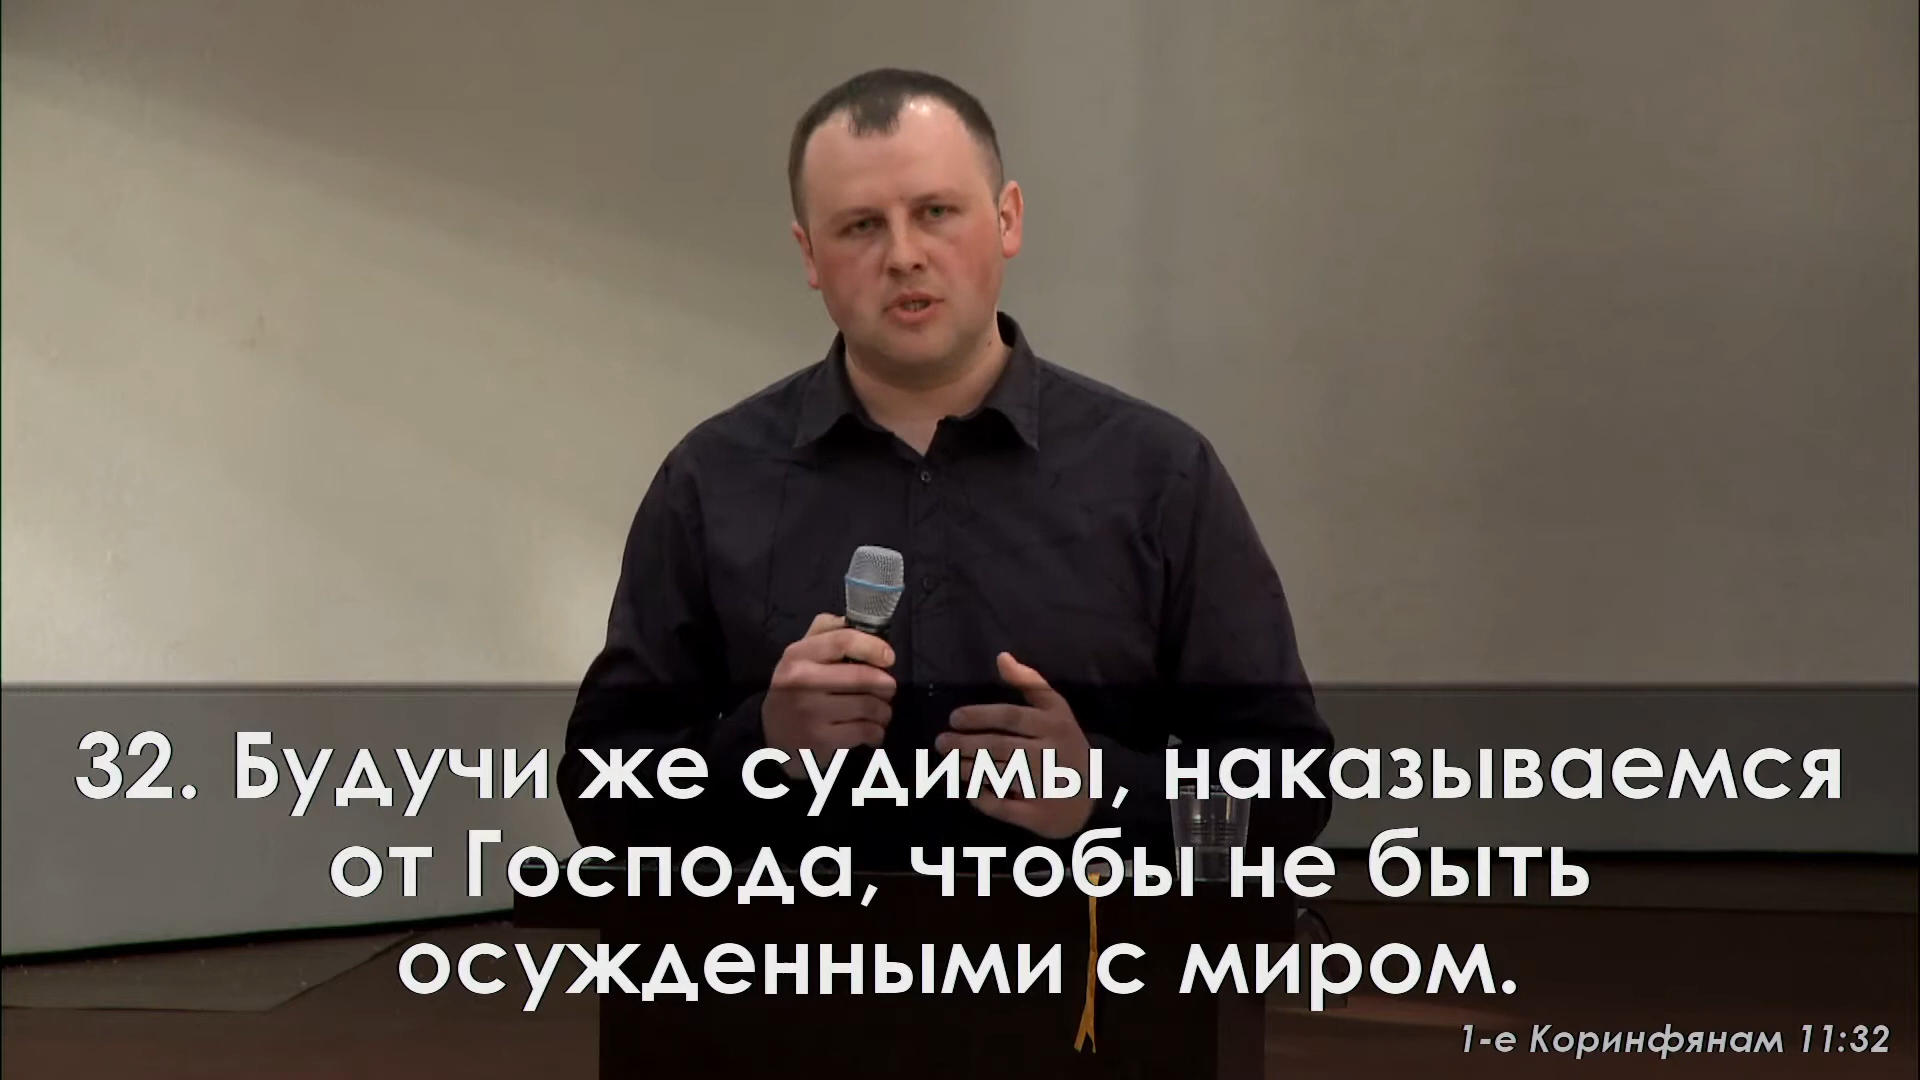 32. Будучи же судимы, наказываемся
от Господа, чтобы не быть
осужденными с миром.
1-е Коринфянам 11:32